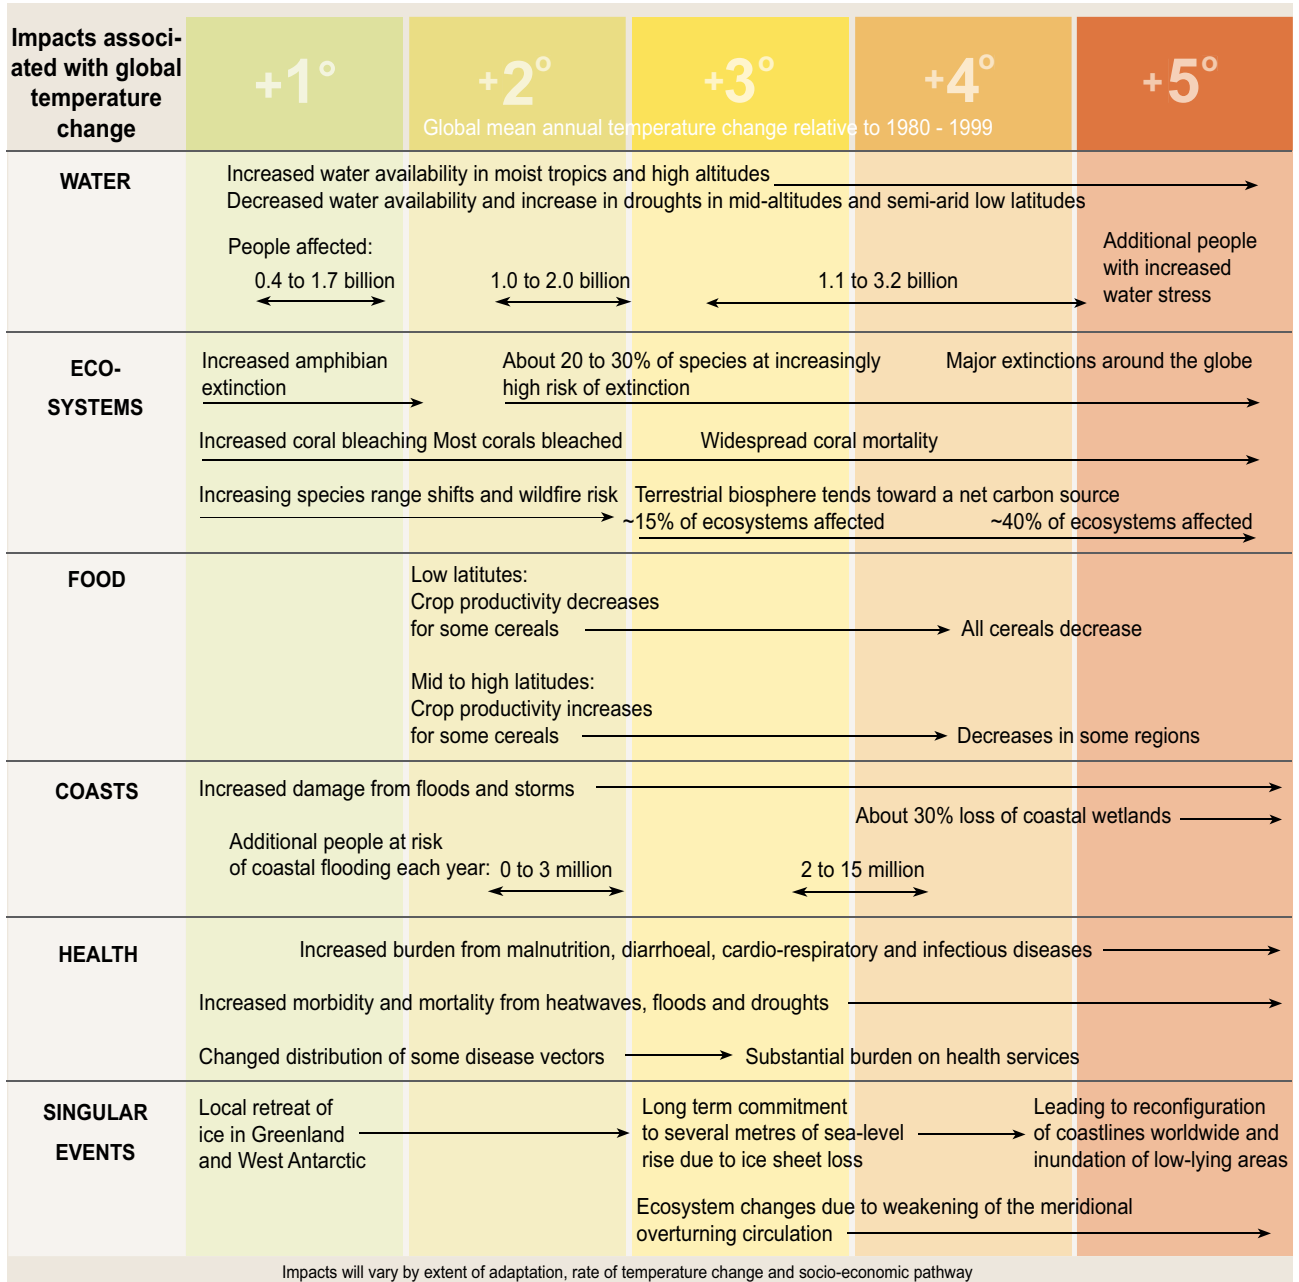 Impacts associ-
ated with global
temperature
change
+1°
+2°
+3°
+4°
+5°
Global mean annual temperature change relative to 1980 - 1999
WATER
Increased water availability in moist tropics and high altitudes
Decreased water availability and increase in droughts in mid-altitudes and semi-arid low latitudes
People affected:
0.4 to 1.7 billion
1.0 to 2.0 billion
1.1 to 3.2 billion
Additional people
with increased
water stress
ECO-
SYSTEMS
Increased amphibian
extinction
About 20 to 30% of species at increasingly
high risk of extinction
Major extinctions around the globe
Increased coral bleaching Most corals bleached
Widespread coral mortality
Increasing species range shifts and wildfire risk
Terrestrial biosphere tends toward a net carbon source
~15% of ecosystems affected
~40% of ecosystems affected
FOOD
Low latitutes:
Crop productivity decreases
for some cereals
All cereals decrease
Mid to high latitudes:
Crop productivity increases
for some cereals
Decreases in some regions
COASTS
Increased damage from floods and storms
About 30% loss of coastal wetlands
Additional people at risk
of coastal flooding each year:
0 to 3 million
2 to 15 million
HEALTH
Increased burden from malnutrition, diarrhoeal, cardio-respiratory and infectious diseases
Increased morbidity and mortality from heatwaves, floods and droughts
Changed distribution of some disease vectors
Substantial burden on health services
SINGULAR
EVENTS
Local retreat of
ice in Greenland
and West Antarctic
Long term commitment
to several metres of sea-level
rise due to ice sheet loss
Leading to reconfiguration
of coastlines worldwide and
inundation of low-lying areas
Ecosystem changes due to weakening of the meridional
overturning circulation
Impacts will vary by extent of adaptation, rate of temperature change and socio-economic pathway